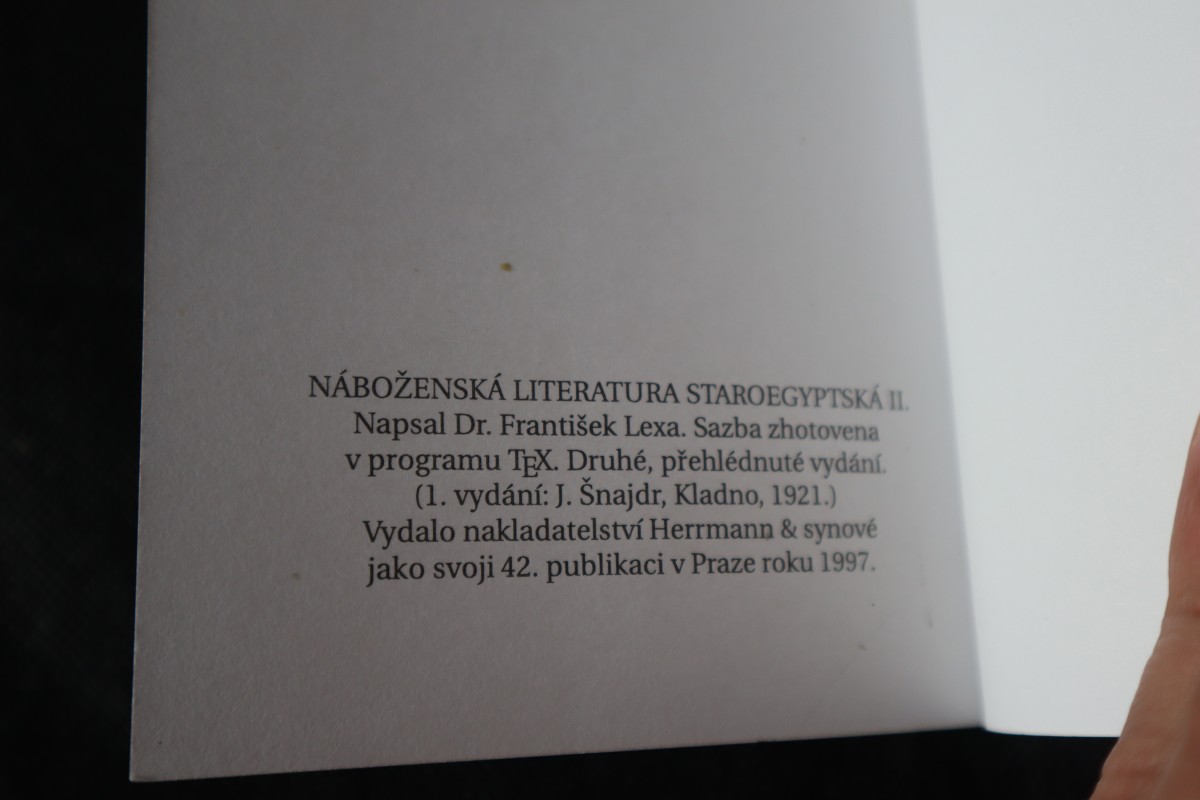 NÁBOŽENSKÁ LITERATURA STAROEGYPTSKÁ II.
Napsal Dr. František Lexa. Sazba zhotovena
v programu TEX. Druhé, přehlédnuté vydání.
(1. vydání: J. Šnajdr, Kladno, 1921.)
Vydalo nakladatelství Herrmann & synové
jako svoji 42. publikaci v Praze roku 1997.